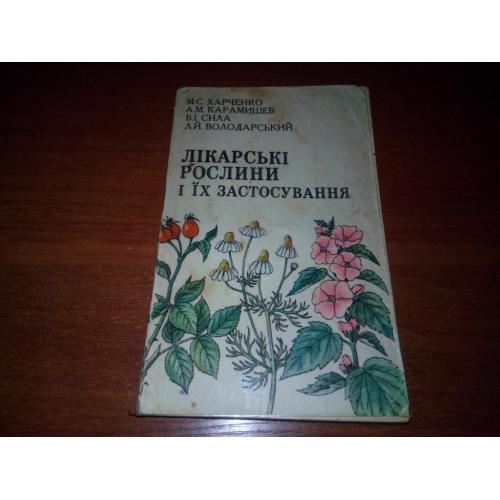 М.С. ХАРЧЕНКО
А.М. КАРАМИШЕВ
В.І. СИЛА
Л.Й. ВОЛОДАРСЬКИЙ
ЛІКАРСЬКІ
РОСЛИНИ
І ЇХ ЗАСТОСУВАННЯ